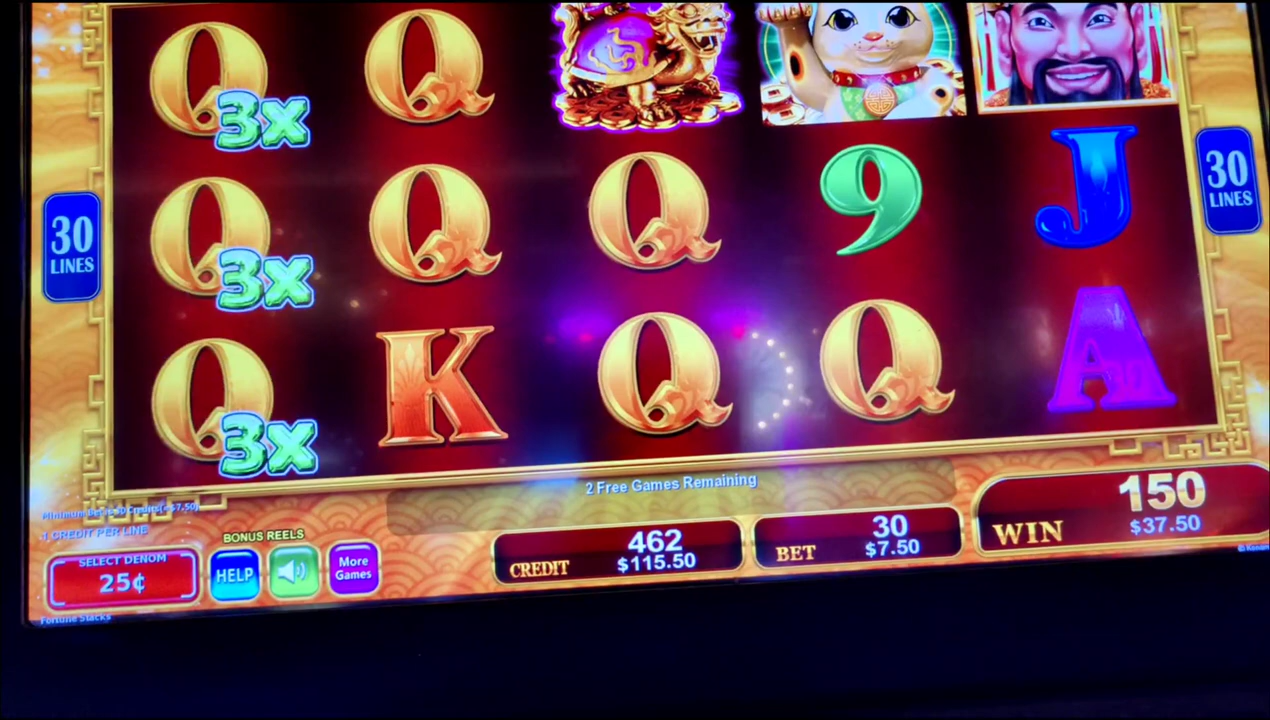 Q 3x Q
Q 3x Q Q 9 J
Q 3x K Q Q A
30
LINES
30
LINES
2 Free Games Remaining
4 CREDIT PER LINE
BONUS REELS
SELECT DENOM
25¢
HELP
More
Games
CREDIT 462
$115.50
BET 30
$7.50
WIN 150
$37.50
Fortune Stacks